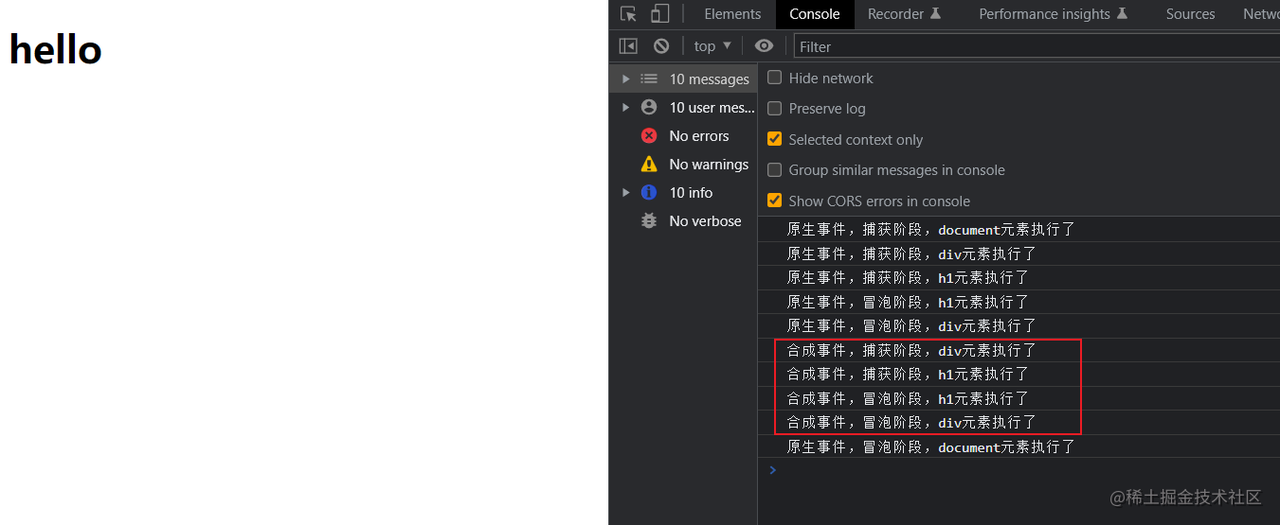 hello
Elements Console Recorder Performance insights Sources Netw
top Filter
10 messages
10 user mes...
No errors
No warnings
10 info
No verbose
Hide network
Preserve log
Selected context only
Group similar messages in console
Show CORS errors in console
原生事件，捕获阶段，document元素执行了
原生事件，捕获阶段，div元素执行了
原生事件，捕获阶段，h1元素执行了
原生事件，冒泡阶段，h1元素执行了
原生事件，冒泡阶段，div元素执行了
合成事件，捕获阶段，div元素执行了
合成事件，捕获阶段，h1元素执行了
合成事件，冒泡阶段，h1元素执行了
合成事件，冒泡阶段，div元素执行了
原生事件，冒泡阶段，document元素执行了
@稀土掘金技术社区